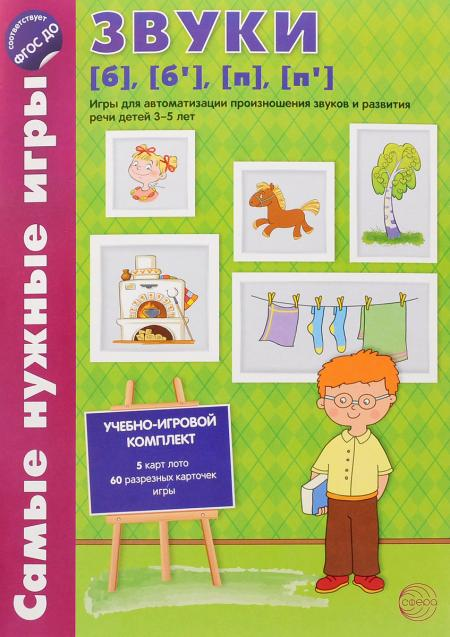 соответствует
ФГОС ДО
Самые нужные игры
ЗВУКИ
[б], [б'], [п], [п']
Игры для автоматизации произношения звуков и развития
речи детей 3–5 лет
УЧЕБНО-ИГРОВОЙ
КОМПЛЕКТ
5 карт лото
60 разрезных карточек
игры
сфера